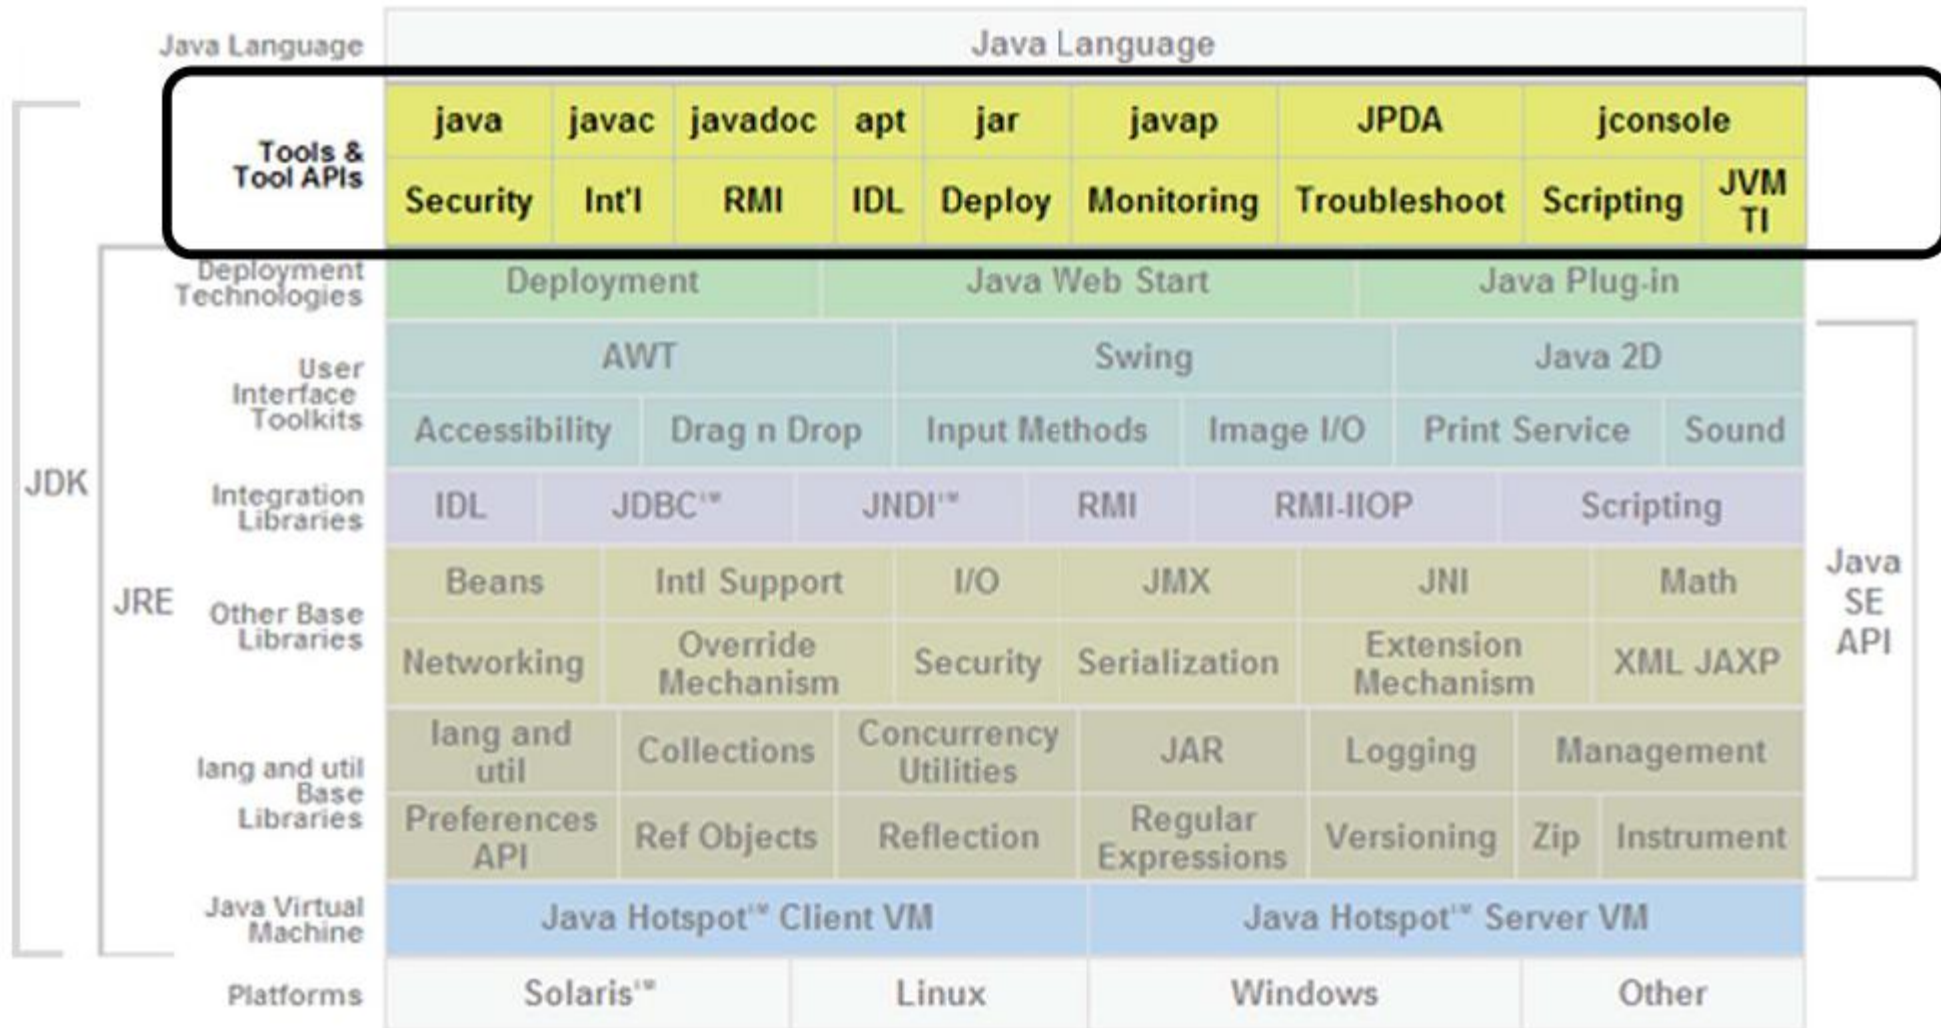 Java Language Java Language
Tools &
Tool APIs
java javac javadoc apt jar javap JPDA jconsole
Security Int'l RMI IDL Deploy Monitoring Troubleshoot Scripting JVM
TI
Deployment
Technologies
Deployment Java Web Start Java Plug-in
User
Interface
Toolkits
AWT Swing Java 2D
Accessibility Drag n Drop Input Methods Image I/O Print Service Sound
JDK
Integration
Libraries
IDL JDBC™ JNDI™ RMI RMI-IIOP Scripting
JRE
Other Base
Libraries
Beans Intl Support I/O JMX JNI Math
Networking Override
Mechanism Security Serialization Extension
Mechanism XML JAXP
Java
SE
API
lang and util
Base
Libraries
lang and
util Collections Concurrency
Utilities JAR Logging Management
Preferences
API Ref Objects Reflection Regular
Expressions Versioning Zip Instrument
Java Virtual
Machine
Java Hotspot™ Client VM Java Hotspot™ Server VM
Platforms Solaris™ Linux Windows Other